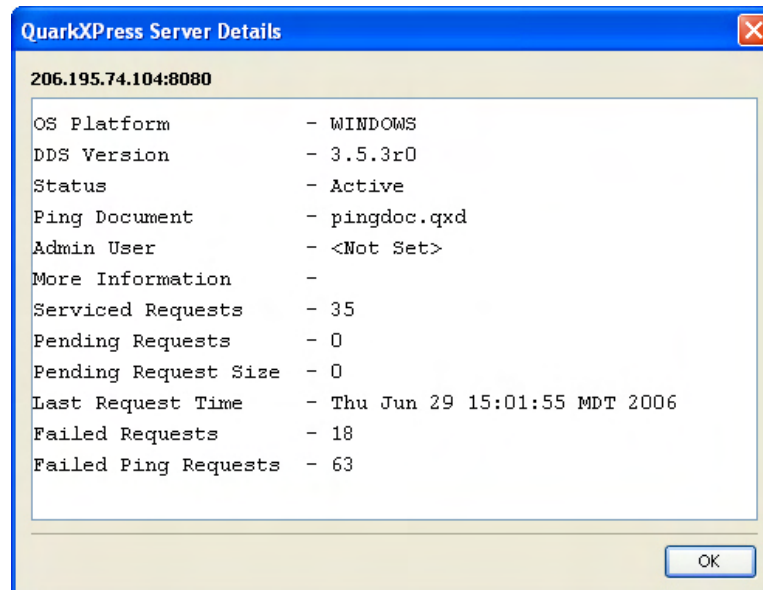 QuarkXPress Server Details
206.195.74.104:8080
OS Platform - WINDOWS
DDS Version - 3.5.3r0
Status - Active
Ping Document - pingdoc.qxd
Admin User - <Not Set>
More Information -
Serviced Requests - 35
Pending Requests - 0
Pending Request Size - 0
Last Request Time - Thu Jun 29 15:01:55 MDT 2006
Failed Requests - 18
Failed Ping Requests - 63
OK